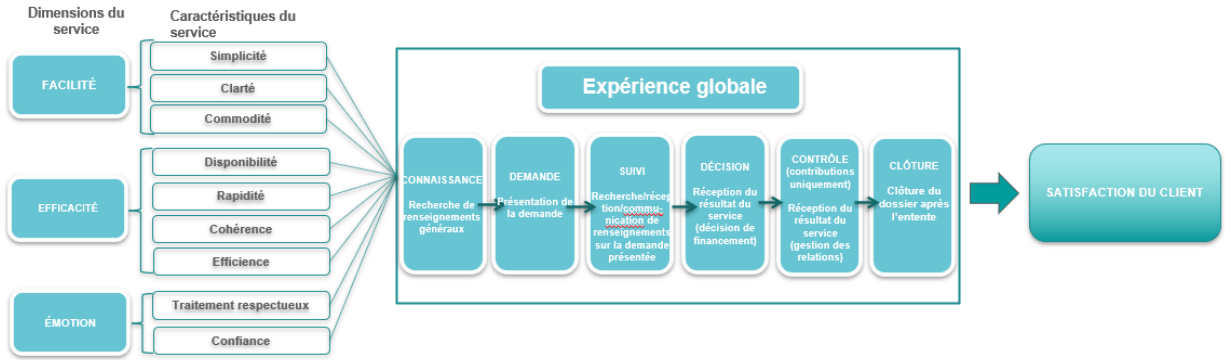 Dimensions du
service
Caractéristiques du
service
FACILITÉ
Simplicité
Clarté
Commodité
EFFICACITÉ
Disponibilité
Rapidité
Cohérence
Efficience
ÉMOTION
Traitement respectueux
Confiance
Expérience globale
CONNAISSANCE
Recherche de
renseignements
généraux
DEMANDE
Présentation de
la demande
SUIVI
Recherche/récep
tion/commu-
nication de
renseignements
sur la demande
présentée
DÉCISION
Réception du
résultat du
service
(décision de
financement)
CONTRÔLE
(contributions
uniquement)
Réception du
résultat du
service
(gestion des
relations)
CLÔTURE
Clôture du
dossier après
l'entente
SATISFACTION DU CLIENT